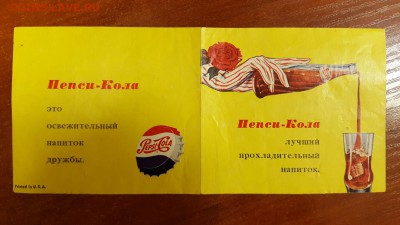 Пепси-Кола
это
освежительный
напиток
дружбы.
PEPSI-COLA
Printed in U.S.A.
Пепси-Кола
лучший
прохладительный
напиток.